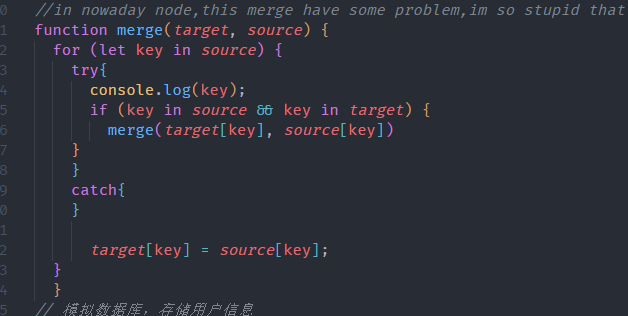 0 //in nowaday node,this merge have some problem,im so stupid that
1 function merge(target, source) {
2 for (let key in source) {
3 try{
4 console.log(key);
5 if (key in source && key in target) {
6 merge(target[key], source[key])
7 }
8 }
9 catch{
0 }
1
2 target[key] = source[key];
3 }
4 }
5 // 模拟数据库，存储用户信息